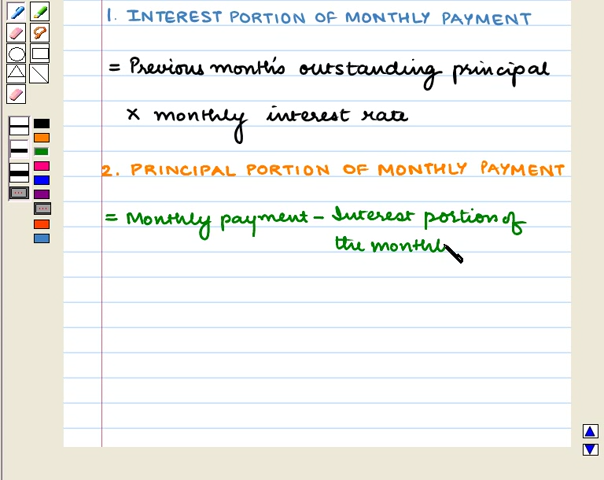 1. INTEREST PORTION OF MONTHLY PAYMENT
= Previous month's outstanding principal
× monthly interest rate
2. PRINCIPAL PORTION OF MONTHLY PAYMENT
= Monthly payment - Interest portion of
the monthl